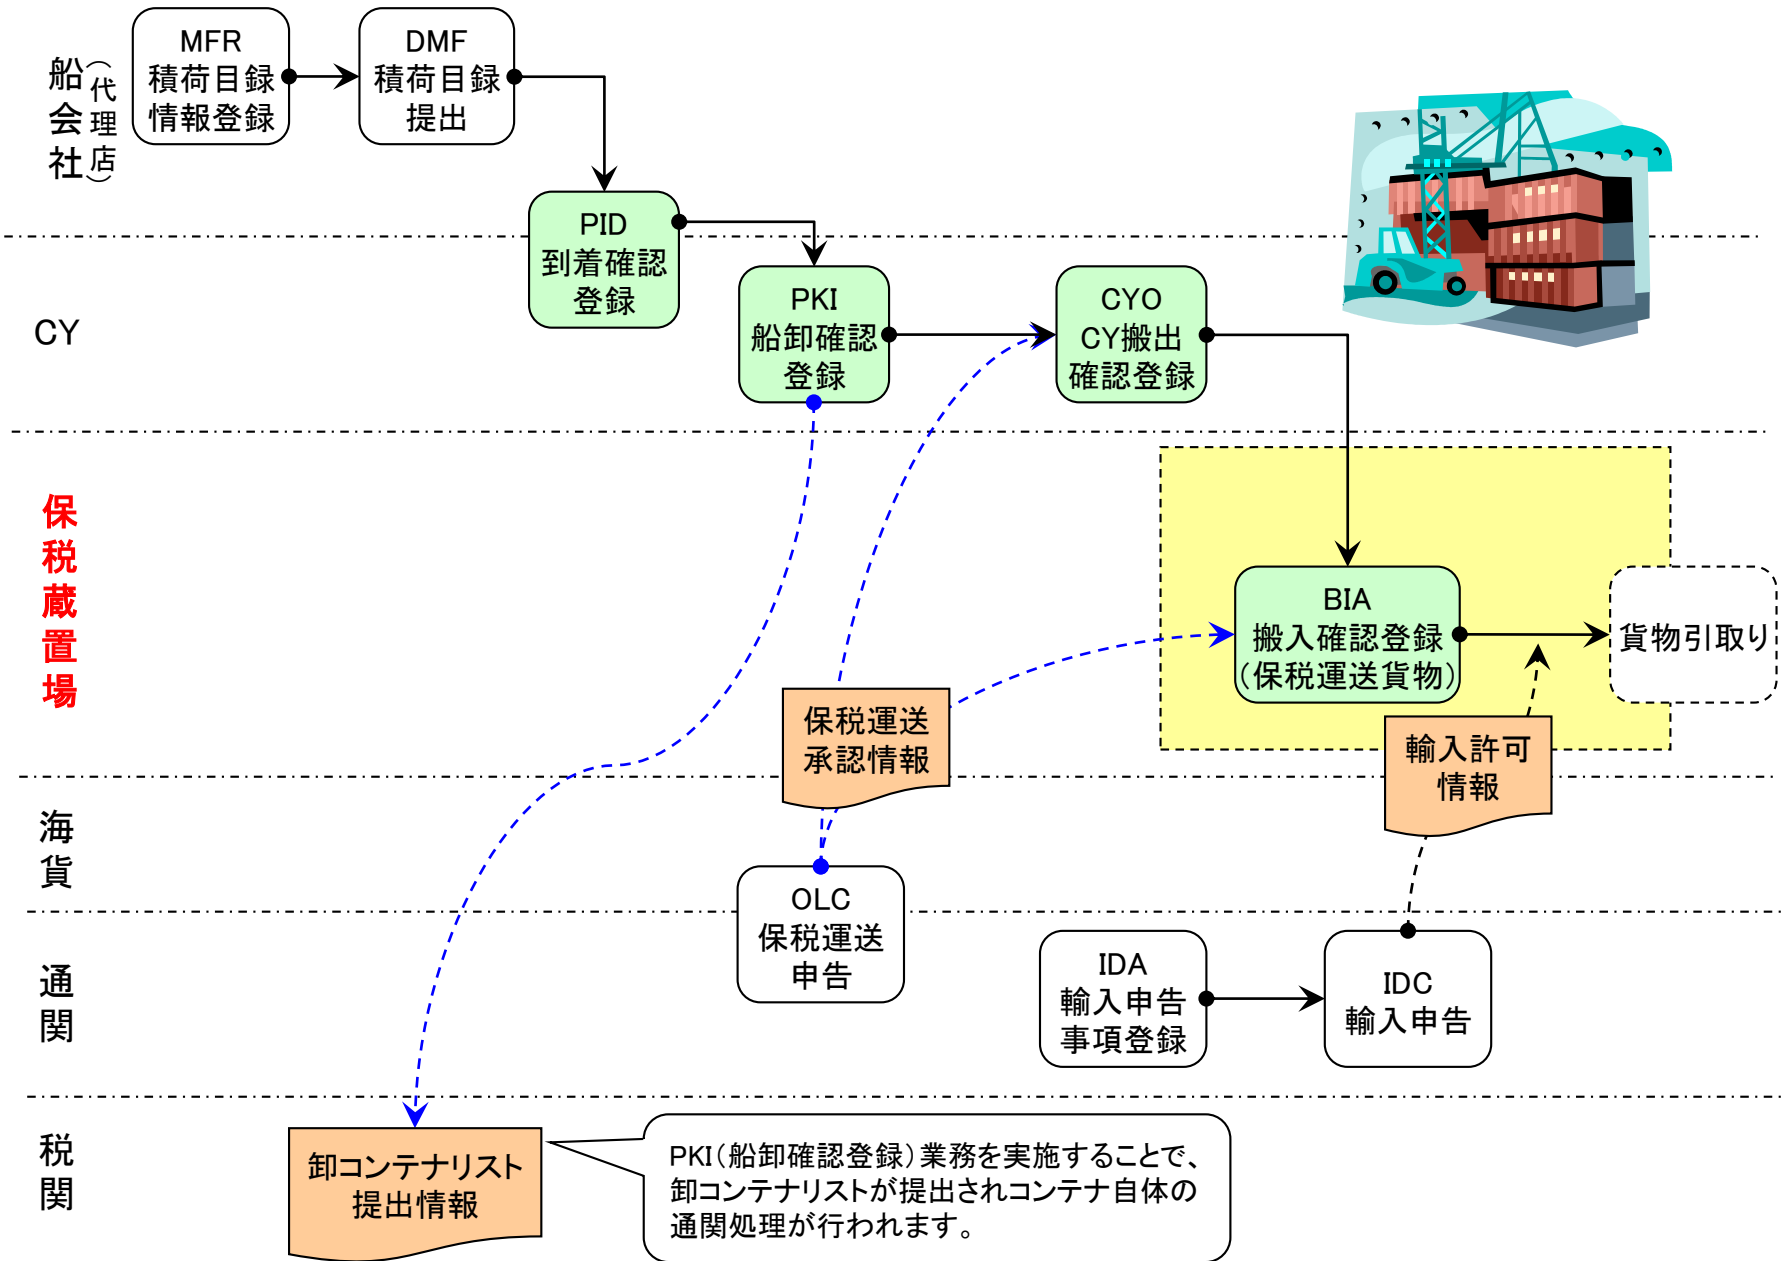 船会社
(代理店)
MFR
積荷目録
情報登録
DMF
積荷目録
提出
PID
到着確認
登録
CY
PKI
船卸確認
登録
CYO
CY搬出
確認登録
保税蔵置場
BIA
搬入確認登録
(保税運送貨物)
貨物引取り
保税運送
承認情報
輸入許可
情報
海貨
OLC
保税運送
申告
通関
IDA
輸入申告
事項登録
IDC
輸入申告
税関
卸コンテナリスト
提出情報
PKI(船卸確認登録)業務を実施することで、
卸コンテナリストが提出されコンテナ自体の
通関処理が行われます。